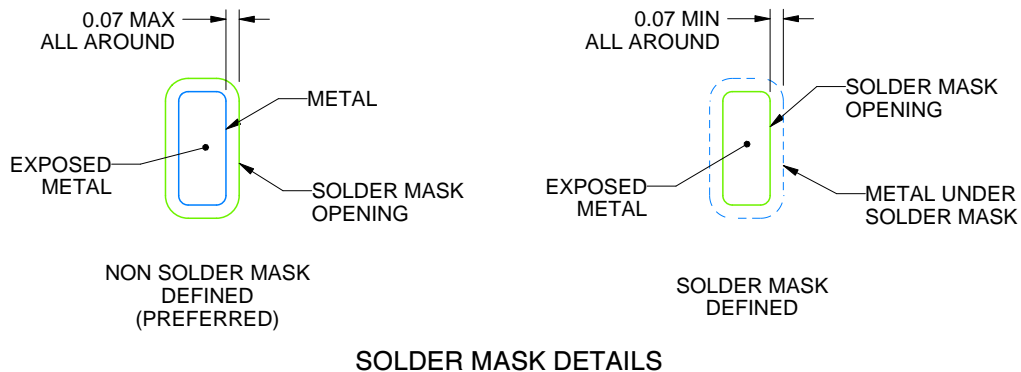 0.07 MAX
ALL AROUND
METAL
EXPOSED
METAL
SOLDER MASK
OPENING
NON SOLDER MASK
DEFINED
(PREFERRED)
0.07 MIN
ALL AROUND
SOLDER MASK
OPENING
EXPOSED
METAL
METAL UNDER
SOLDER MASK
SOLDER MASK
DEFINED
SOLDER MASK DETAILS